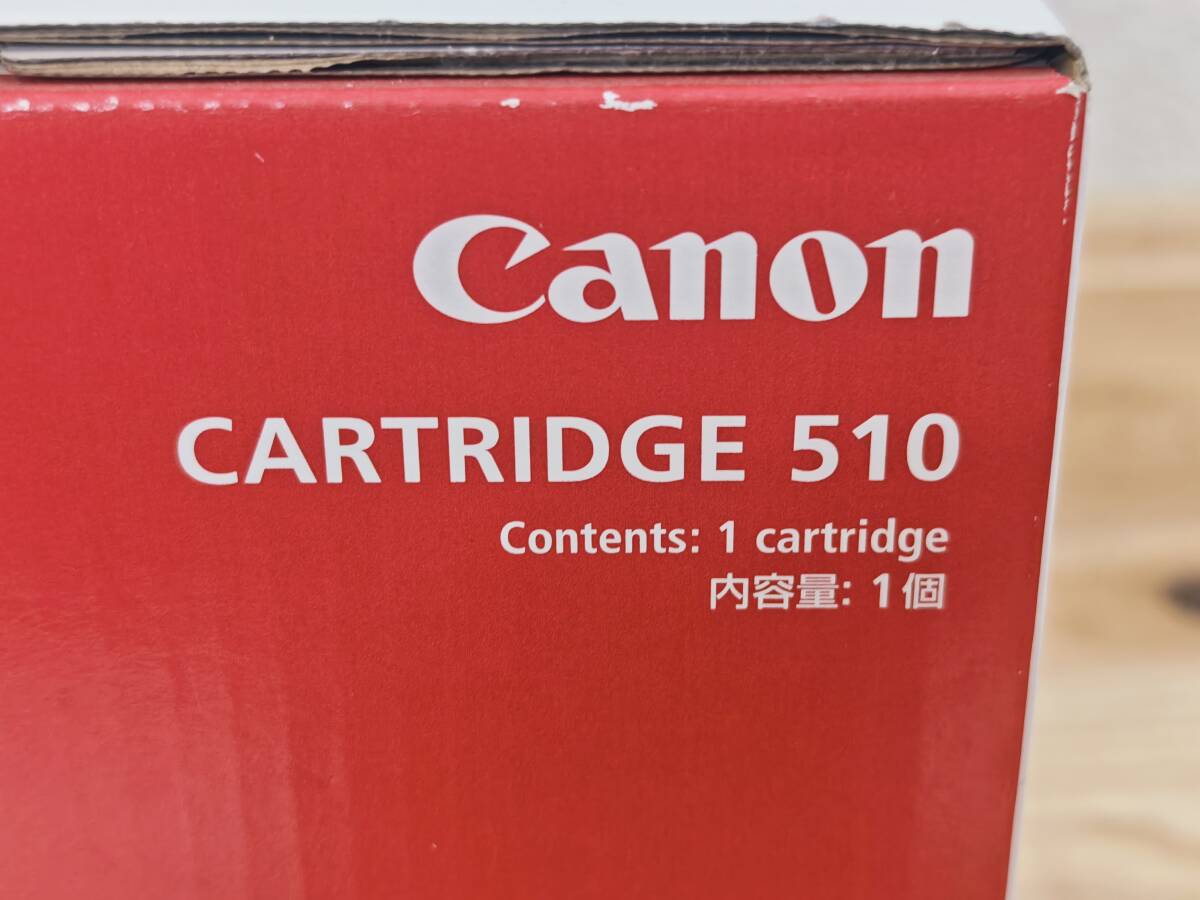 Canon
CARTRIDGE 510
Contents: 1 cartridge
内容量: 1個